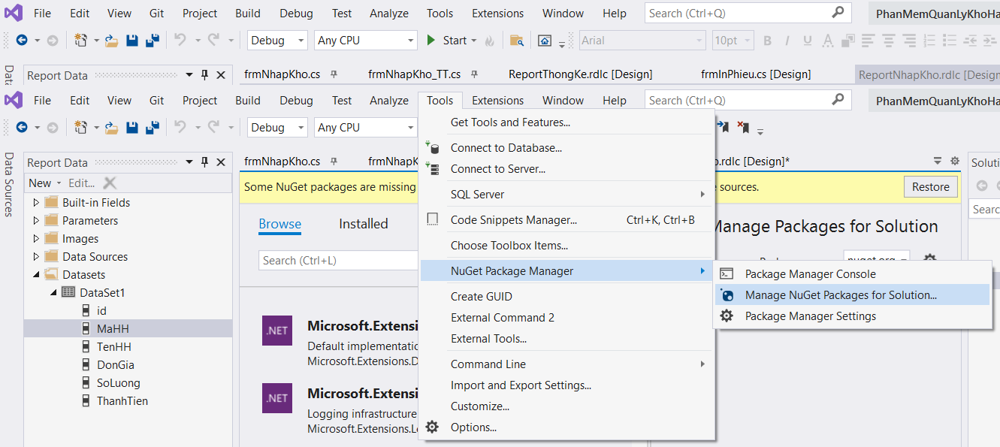 File Edit View Git Project Build Debug Test Analyze Tools Extensions Window Help Search (Ctrl+Q) PhanMemQuanLyKhoHa
Debug Any CPU Start Arial 10pt B I U A
Report Data frmNhapKho.cs frmNhapKho_TT.cs ReportThongKe.rdlc [Design] frmInPhieu.cs [Design] ReportNhapKho.rdlc [Design
File Edit View Git Project Build Debug Test Analyze Tools Extensions Window Help Search (Ctrl+Q) PhanMemQuanLyKhoHa
Debug Any CPU
Data Sources
Report Data
New Edit...
Built-in Fields
Parameters
Images
Data Sources
Datasets
DataSet1
id
MaHH
TenHH
DonGia
SoLuong
ThanhTien
frmNhapKho.cs frmNhapK o.rdlc [Design]*
Some NuGet packages are missing e sources. Restore
Browse Installed Manage Packages for Solution
Search (Ctrl+L)
.NET Microsoft.Extensi
Default implementatio
Microsoft.Extensions.D
.NET Microsoft.Extensi
Logging infrastructure
Microsoft.Extensions.Lo
Get Tools and Features...
Connect to Database...
Connect to Server...
SQL Server
Code Snippets Manager... Ctrl+K, Ctrl+B
Choose Toolbox Items...
NuGet Package Manager
Create GUID
External Command 2
External Tools...
Command Line
Import and Export Settings...
Customize...
Options...
Package Manager Console
Manage NuGet Packages for Solution...
Package Manager Settings
Soluti
Searc